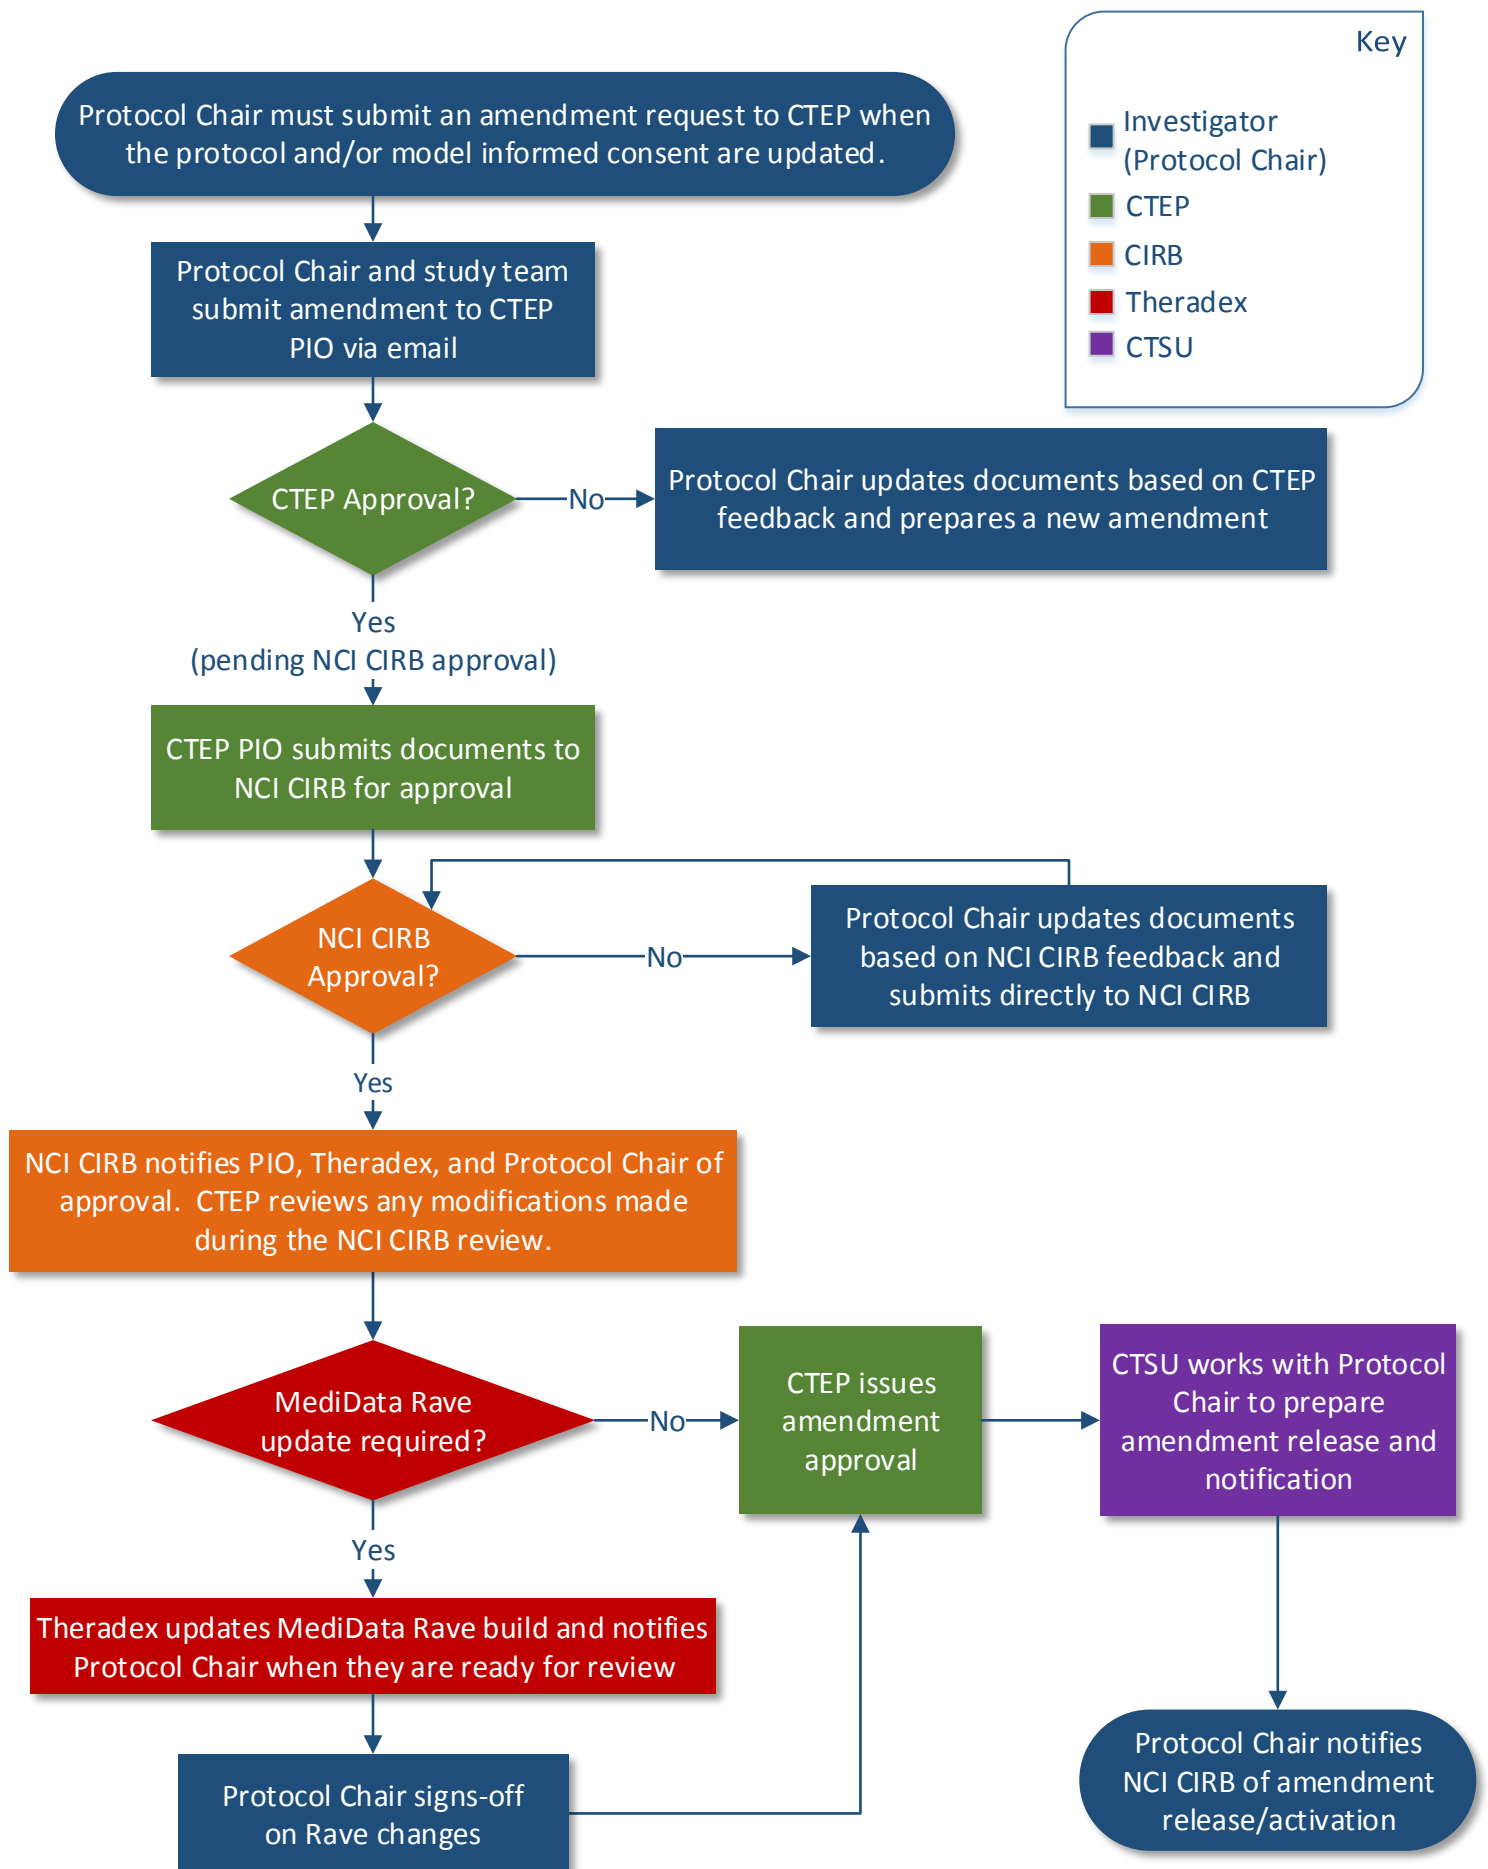 Key
Investigator
(Protocol Chair)
CTEP
CIRB
Theradex
CTSU
Protocol Chair must submit an amendment request to CTEP when
the protocol and/or model informed consent are updated.
Protocol Chair and study team
submit amendment to CTEP
PIO via email
CTEP Approval?
No
Protocol Chair updates documents based on CTEP
feedback and prepares a new amendment
Yes
(pending NCI CIRB approval)
CTEP PIO submits documents to
NCI CIRB for approval
NCI CIRB
Approval?
No
Protocol Chair updates documents
based on NCI CIRB feedback and
submits directly to NCI CIRB
Yes
NCI CIRB notifies PIO, Theradex, and Protocol Chair of
approval.  CTEP reviews any modifications made
during the NCI CIRB review.
MediData Rave
update required?
No
CTEP issues
amendment
approval
CTSU works with Protocol
Chair to prepare
amendment release and
notification
Yes
Theradex updates MediData Rave build and notifies
Protocol Chair when they are ready for review
Protocol Chair signs-off
on Rave changes
Protocol Chair notifies
NCI CIRB of amendment
release/activation